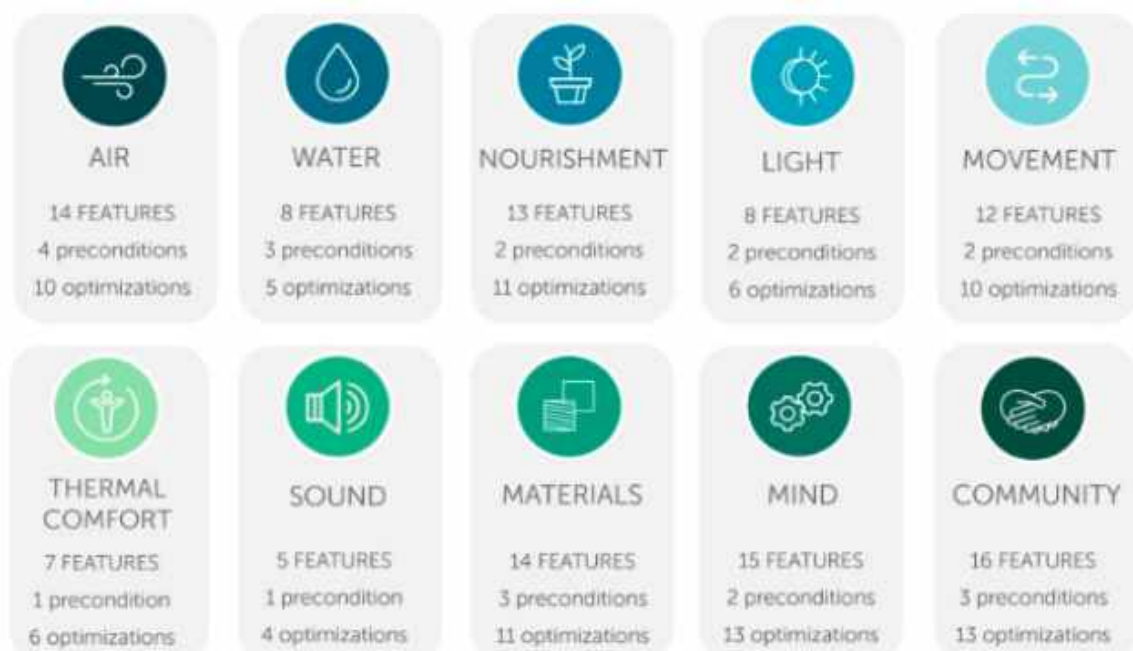 AIR
14 FEATURES
4 preconditions
10 optimizations
WATER
8 FEATURES
3 preconditions
5 optimizations
NOURISHMENT
13 FEATURES
2 preconditions
11 optimizations
LIGHT
8 FEATURES
2 preconditions
6 optimizations
MOVEMENT
12 FEATURES
2 preconditions
10 optimizations
THERMAL
COMFORT
7 FEATURES
1 precondition
6 optimizations
SOUND
5 FEATURES
1 precondition
4 optimizations
MATERIALS
14 FEATURES
3 preconditions
11 optimizations
MIND
15 FEATURES
2 preconditions
13 optimizations
COMMUNITY
16 FEATURES
3 preconditions
13 optimizations